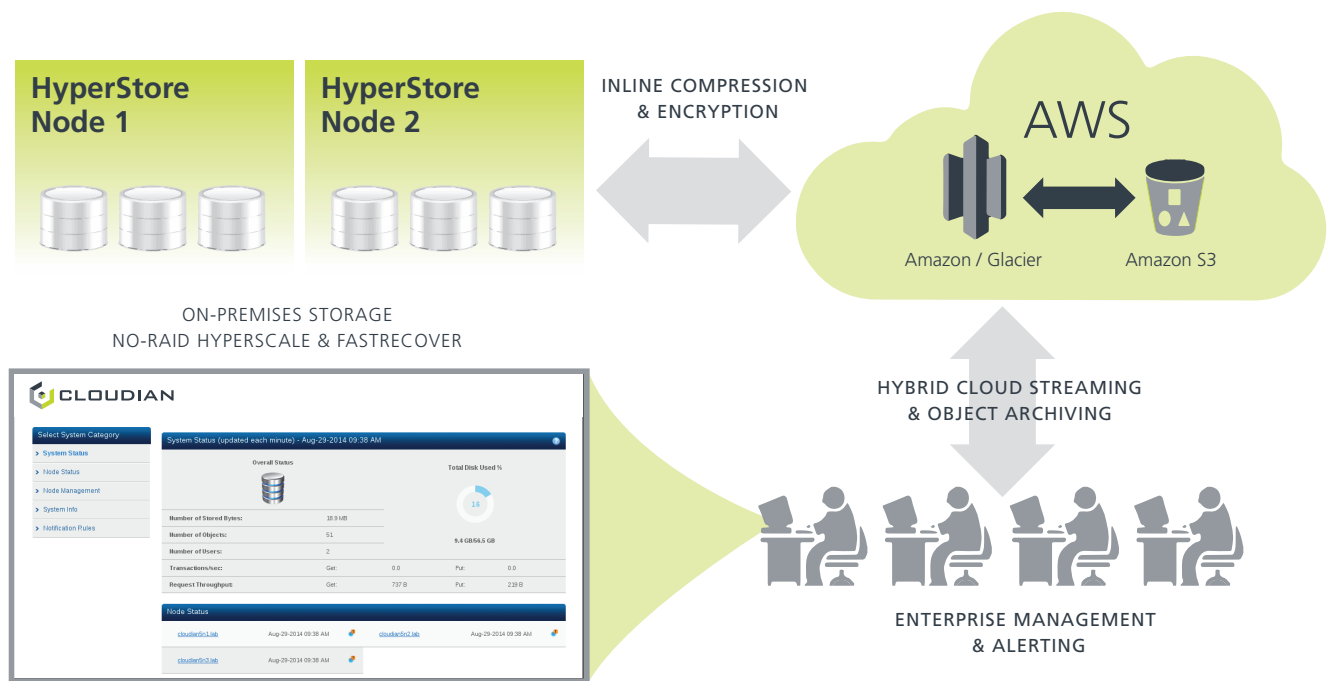 HyperStore
Node 1
HyperStore
Node 2
INLINE COMPRESSION
& ENCRYPTION
AWS
Amazon / Glacier
Amazon S3
ON-PREMISES STORAGE
NO-RAID HYPERSCALE & FASTRECOVER
HYBRID CLOUD STREAMING
& OBJECT ARCHIVING
CLOUDIAN
Select System Category
> System Status
> Node Status
> Node Management
> System Info
> Notification Rules
System Status (updated each minute) - Aug-29-2014 09:38 AM ?
Overall Status
Total Disk Used %
16
9.4 GB/56.5 GB
Number of Stored Bytes: 18.9 MB
Number of Objects: 51
Number of Users: 2
Transactions/sec: Get: 0.0 Put: 0.0
Request Throughput: Get: 737 B Put: 219 B
Node Status
cloudian5n1.lab Aug-29-2014 09:38 AM cloudian5n2.lab Aug-29-2014 09:38 AM
cloudian5n3.lab Aug-29-2014 09:38 AM
ENTERPRISE MANAGEMENT
& ALERTING